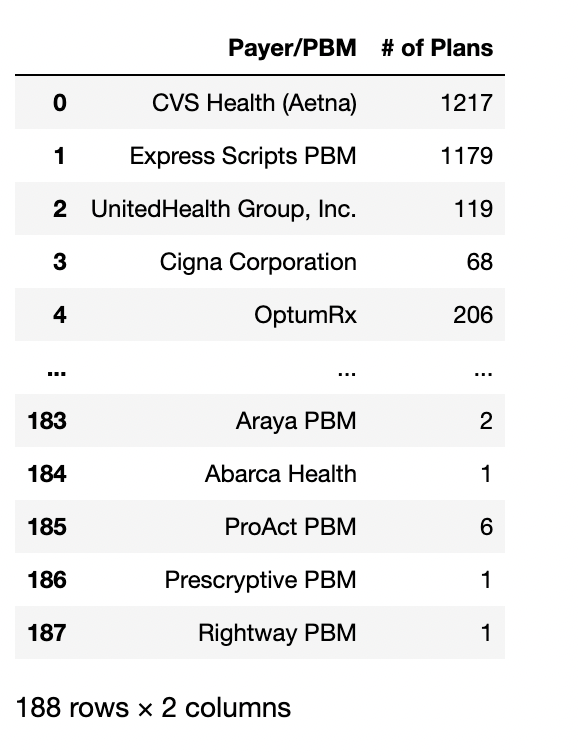 Payer/PBM # of Plans
0 CVS Health (Aetna) 1217
1 Express Scripts PBM 1179
2 UnitedHealth Group, Inc. 119
3 Cigna Corporation 68
4 OptumRx 206
... ... ...
183 Araya PBM 2
184 Abarca Health 1
185 ProAct PBM 6
186 Prescryptive PBM 1
187 Rightway PBM 1
188 rows × 2 columns